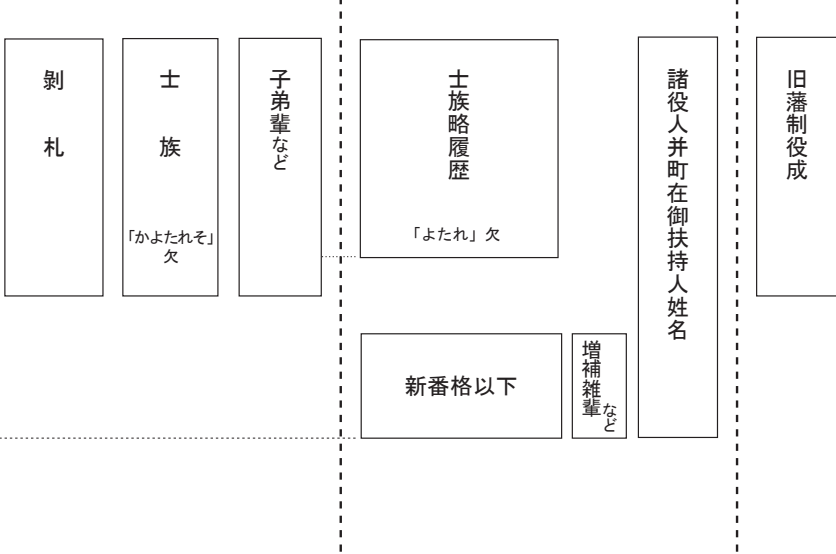 旧藩制役成
諸役人并町在御扶持人姓名
士族略履歴
「よたれ」欠
増補雑輩など
新番格以下
子弟輩など
士族
「かよたれそ」
欠
剝札